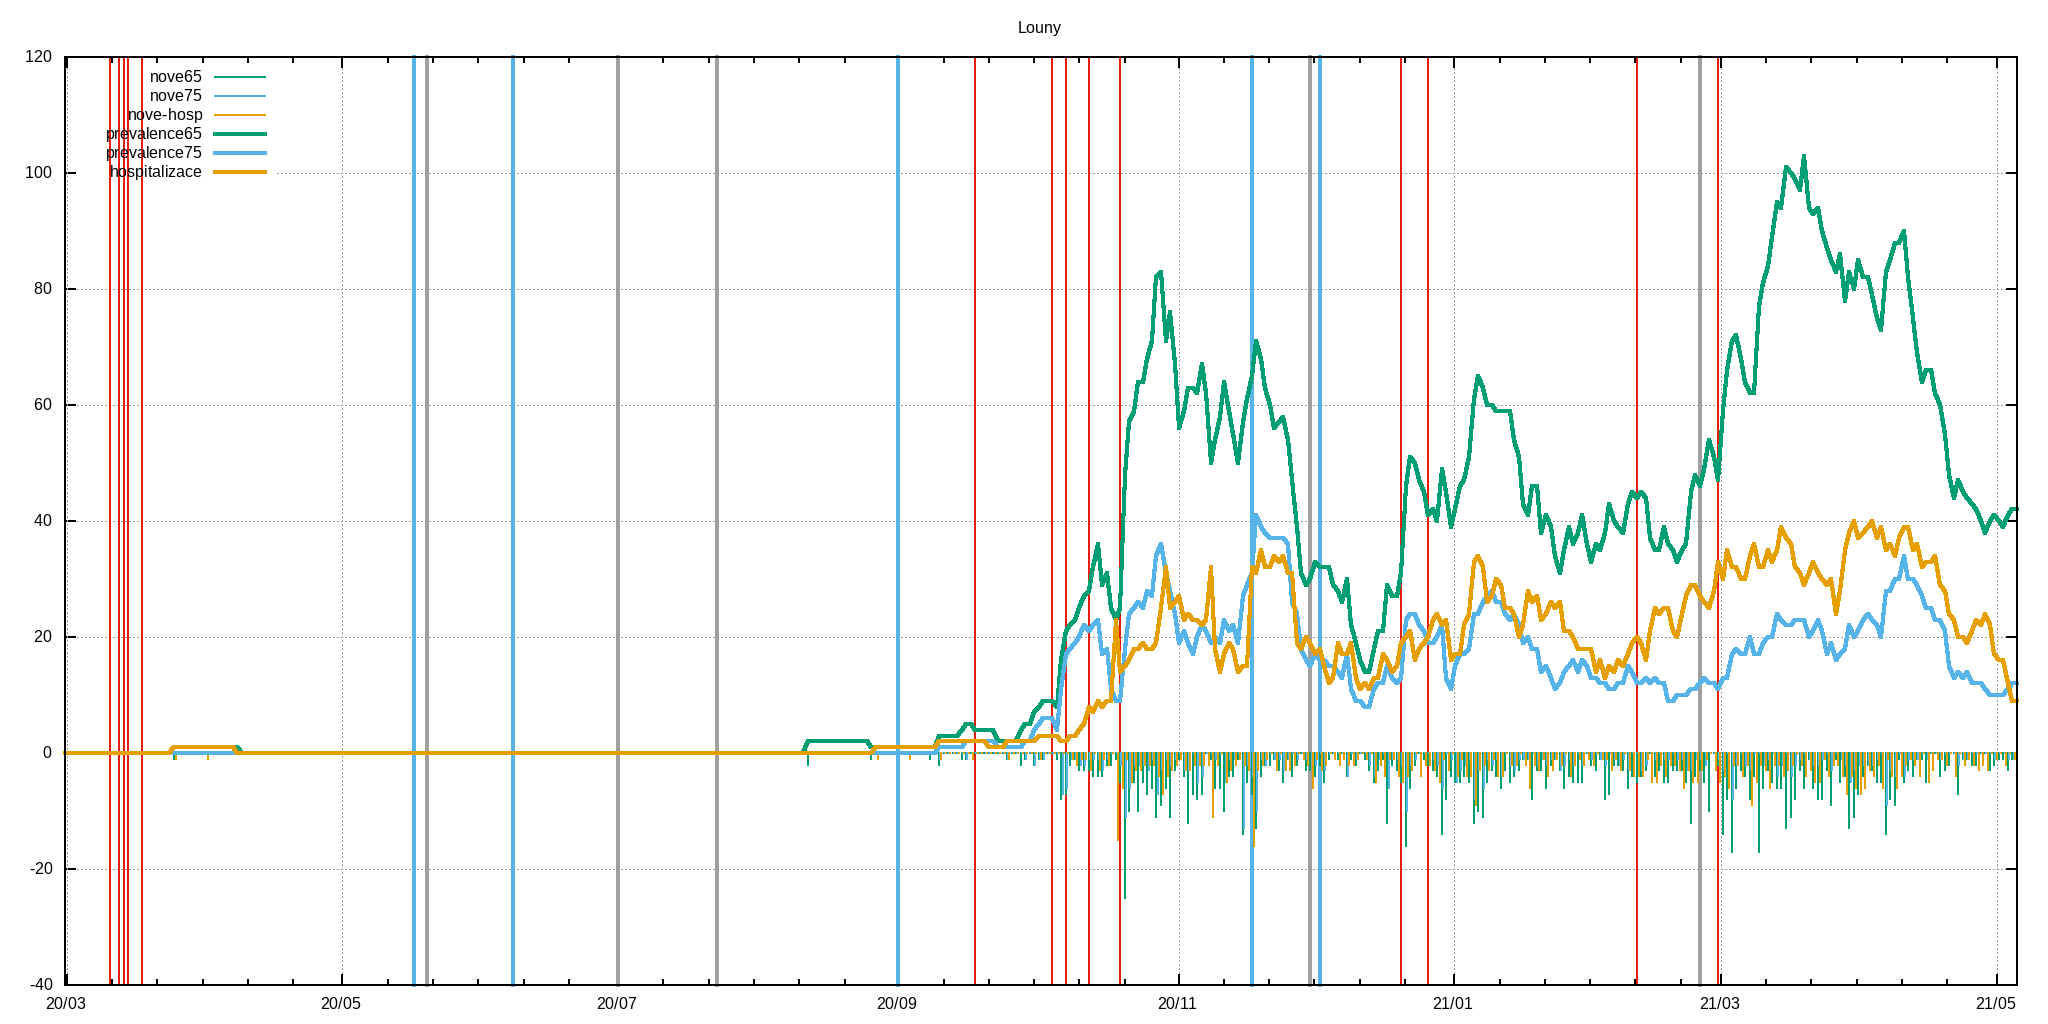 Louny
120
100
80
60
40
20
0
-20
-40
nove65
nove75
nove-hosp
prevalence65
prevalence75
hospitalizace
20/03 20/05 20/07 20/09 20/11 21/01 21/03 21/05